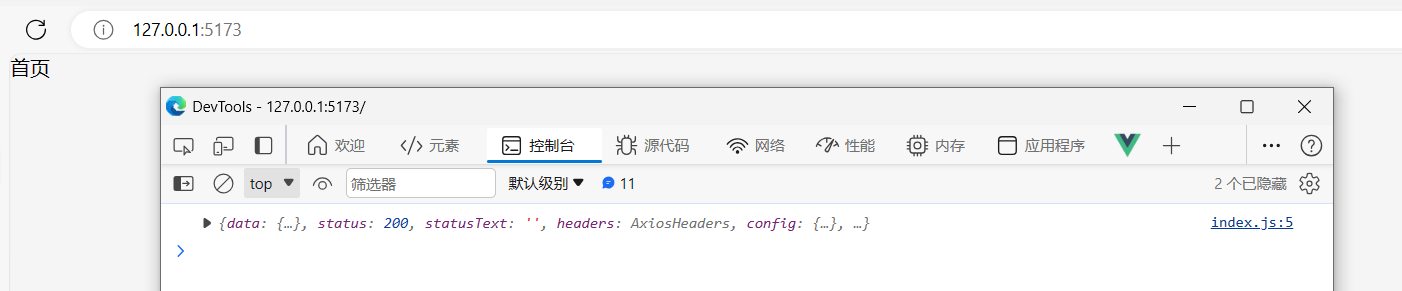 127.0.0.1:5173
首页
DevTools - 127.0.0.1:5173/
欢迎 元素 控制台 源代码 网络 性能 内存 应用程序
top 筛选器 默认级别 11 2 个已隐藏
{data: {…}, status: 200, statusText: '', headers: AxiosHeaders, config: {…}, …} index.js:5